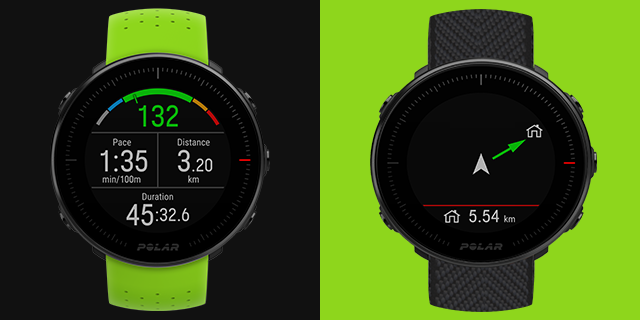 132
Pace Distance
1:35 3.20
min/100m km
Duration
45:32.6
POLAR
5.54 km
POLAR